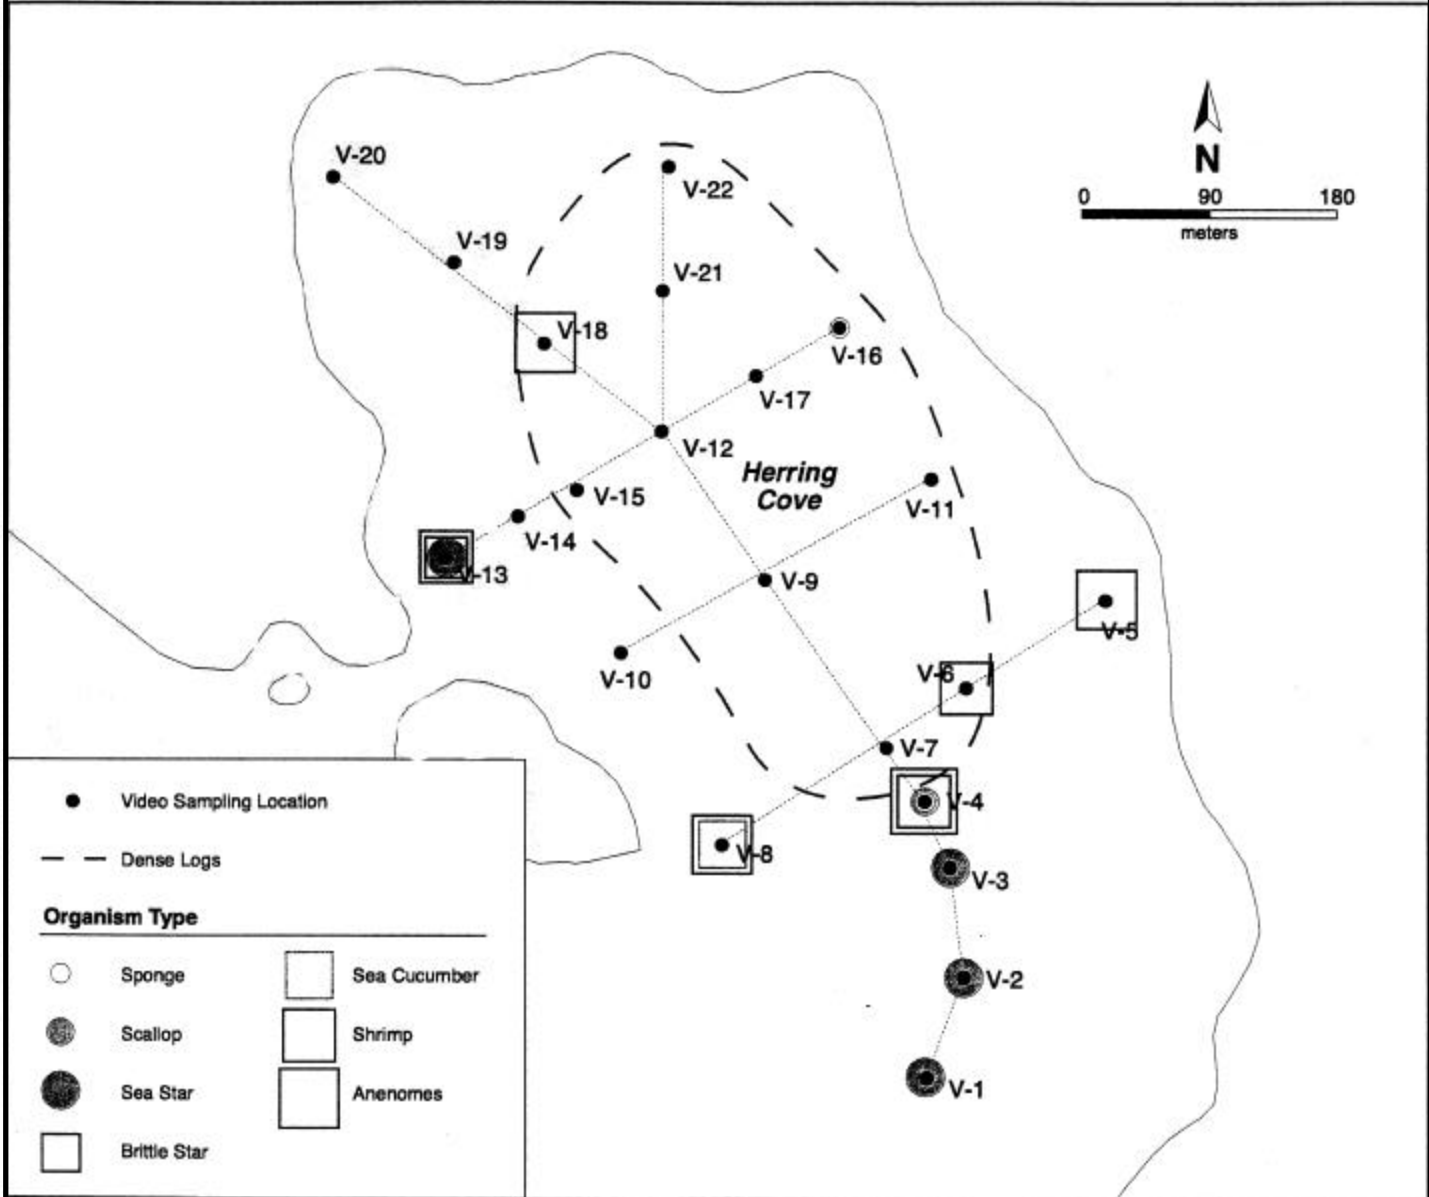 V-20
N
0 90 180
meters
V-22
V-19
V-21
V-18
V-16
V-17
V-12
Herring
Cove
V-15
V-11
V-14
V-13
V-9
V-5
V-10
V-6
V-7
V-4
V-8
V-3
V-2
V-1
Video Sampling Location
Dense Logs
Organism Type
Sponge
Sea Cucumber
Scallop
Shrimp
Sea Star
Anenomes
Brittle Star